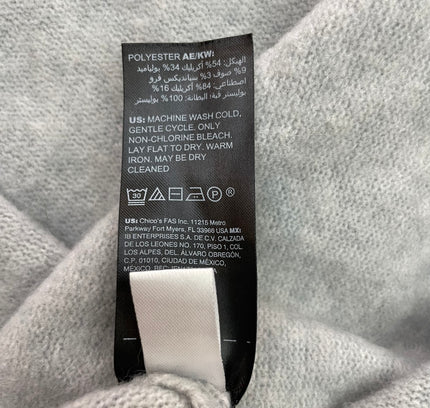 POLYESTER AE/KW:
الهيكل: 54% أكريليك 34% بوليأميد
9% صوف 3% سباندیکس فرو
اصطناعي: 84% أكريليك 16%
بوليستر قبة البطانة: 100% بوليستر
US: MACHINE WASH COLD,
GENTLE CYCLE. ONLY
NON-CHLORINE BLEACH.
LAY FLAT TO DRY. WARM
IRON. MAY BE DRY
CLEANED
30 P ®
US: Chico's FAS Inc. 11215 Metro
Parkway Fort Myers, FL 33966 USA MX:
IB ENTERPRISES S.A. DE C.V. CALZADA
DE LOS LEONES NO. 170, PISO 1, COL.
LOS ALPES, DEL. ÁLVARO OBREGÓN,
C.P. 01010, CIUDAD DE MÉXICO,
MÉXICO, REC.